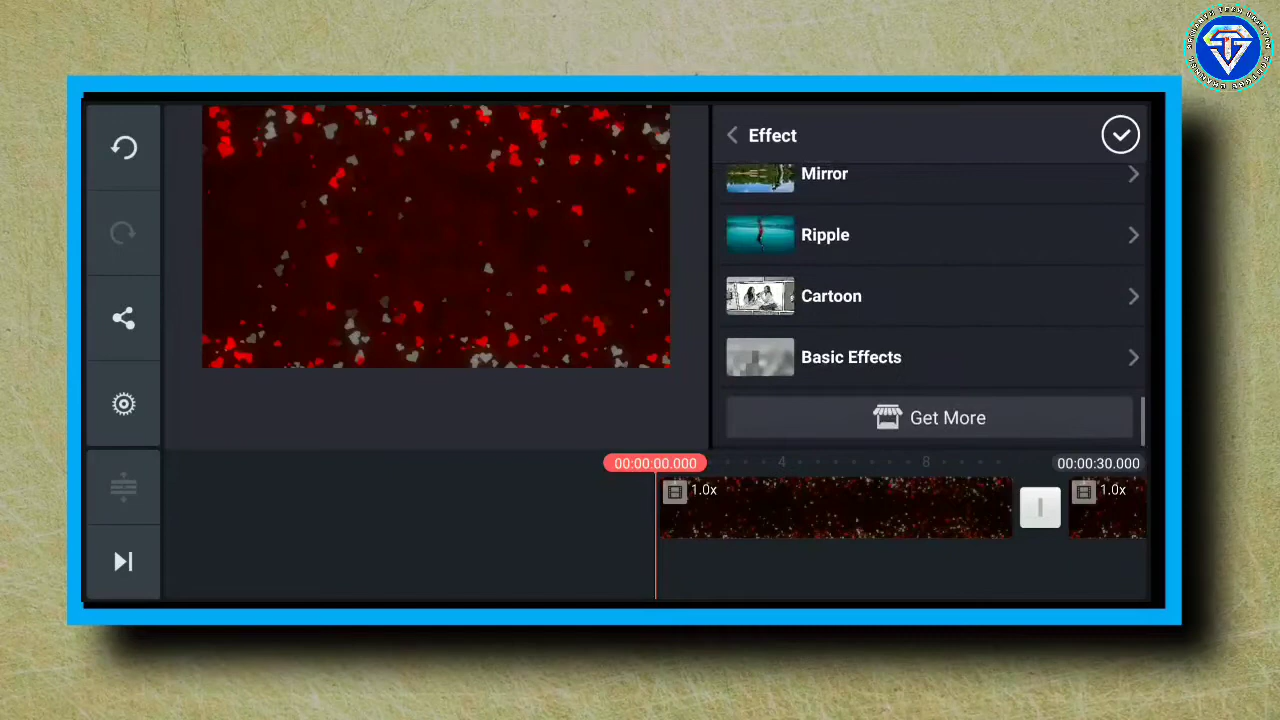 Effect
Mirror
Ripple
Cartoon
Basic Effects
Get More
00:00:00.000
4
8
00:00:30.000
1.0x
1.0x